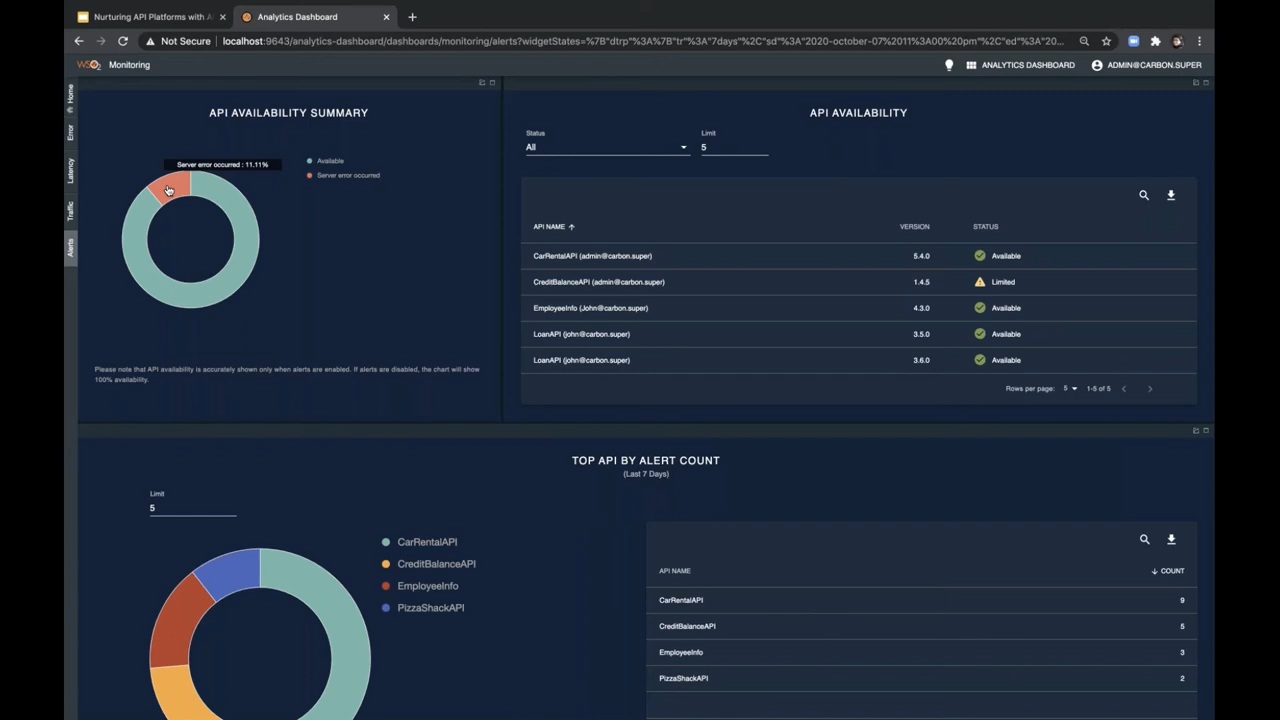 Nurturing API Platforms with A
Analytics Dashboard
Not Secure
localhost:9643/analytics-dashboard/dashboards/monitoring/alerts?widgetStates=%7B"dtrp"%3A%7B"tr"%3A"7days"%2C"sd"%3A"2020-october-07%2011%3A00%20pm"%2C"ed"%3A"20...
WSO2 Monitoring
ANALYTICS DASHBOARD
ADMIN@CARBON.SUPER
Home
Error
Latency
Traffic
Alerts
API AVAILABILITY SUMMARY
Server error occurred : 11.11%
Available
Server error occurred
Please note that API availability is accurately shown only when alerts are enabled. If alerts are disabled, the chart will show
100% availability.
API AVAILABILITY
Status
Limit
All
5
API NAME VERSION STATUS
CarRentalAPI (admin@carbon.super) 5.4.0 Available
CreditBalanceAPI (admin@carbon.super) 1.4.5 Limited
EmployeeInfo (John@carbon.super) 4.3.0 Available
LoanAPI (john@carbon.super) 3.5.0 Available
LoanAPI (john@carbon.super) 3.6.0 Available
Rows per page: 5 1-5 of 5
TOP API BY ALERT COUNT
(Last 7 Days)
Limit
5
CarRentalAPI
CreditBalanceAPI
EmployeeInfo
PizzaShackAPI
API NAME COUNT
CarRentalAPI 9
CreditBalanceAPI 5
EmployeeInfo 3
PizzaShackAPI 2